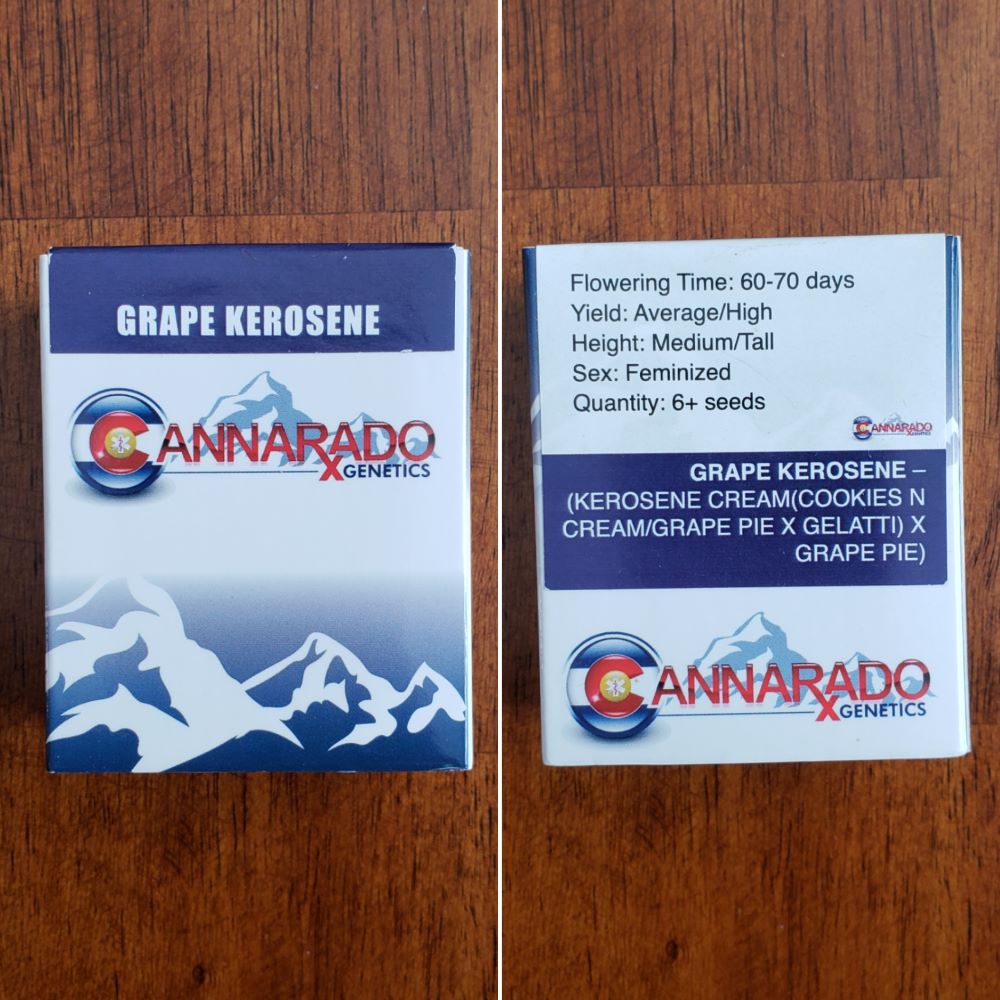 GRAPE KEROSENE
CANNARADO
X GENETICS
Flowering Time: 60-70 days
Yield: Average/High
Height: Medium/Tall
Sex: Feminized
Quantity: 6+ seeds
CANNARADO
X GENETICS
GRAPE KEROSENE –
(KEROSENE CREAM(COOKIES N
CREAM/GRAPE PIE X GELATTI) X
GRAPE PIE)
CANNARADO
X GENETICS